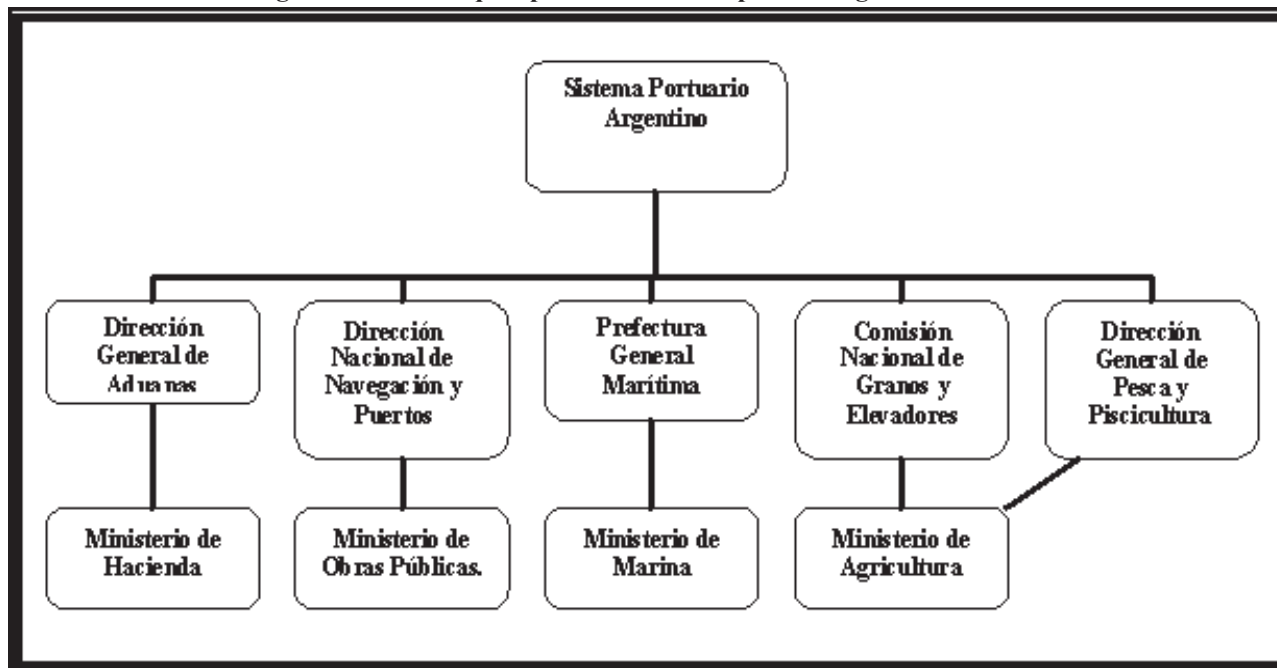 Sistema Portuario
Argentino
Dirección
General de
Aduanas
Dirección
Nacional de
Navegación y
Puertos
Prefectura
General
Marítima
Comisión
Nacional de
Granos y
Elevadores
Dirección
General de
Pesca y
Piscicultura
Ministerio de
Hacienda
Ministerio de
Obras Públicas.
Ministerio de
Marina
Ministerio de
Agricultura